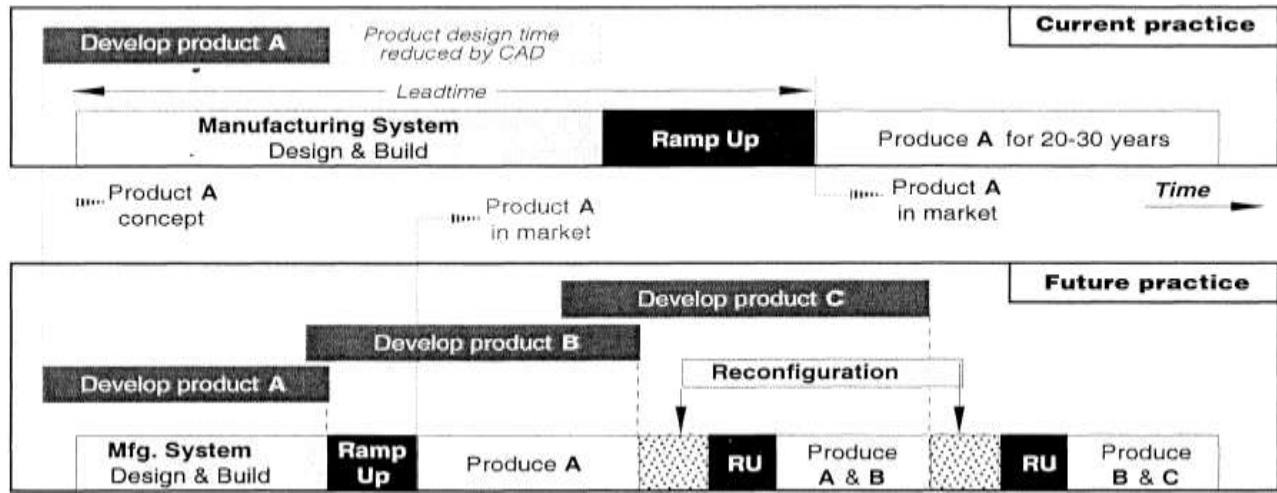 Current practice
Develop product A
Product design time
reduced by CAD
Leadtime
Manufacturing System
Design & Build
Ramp Up
Produce A for 20-30 years
Product A
concept
Product A
in market
Product A
in market
Time
Future practice
Develop product C
Develop product B
Develop product A
Reconfiguration
Mfg. System
Design & Build
Ramp
Up
Produce A
RU
Produce
A & B
RU
Produce
B & C